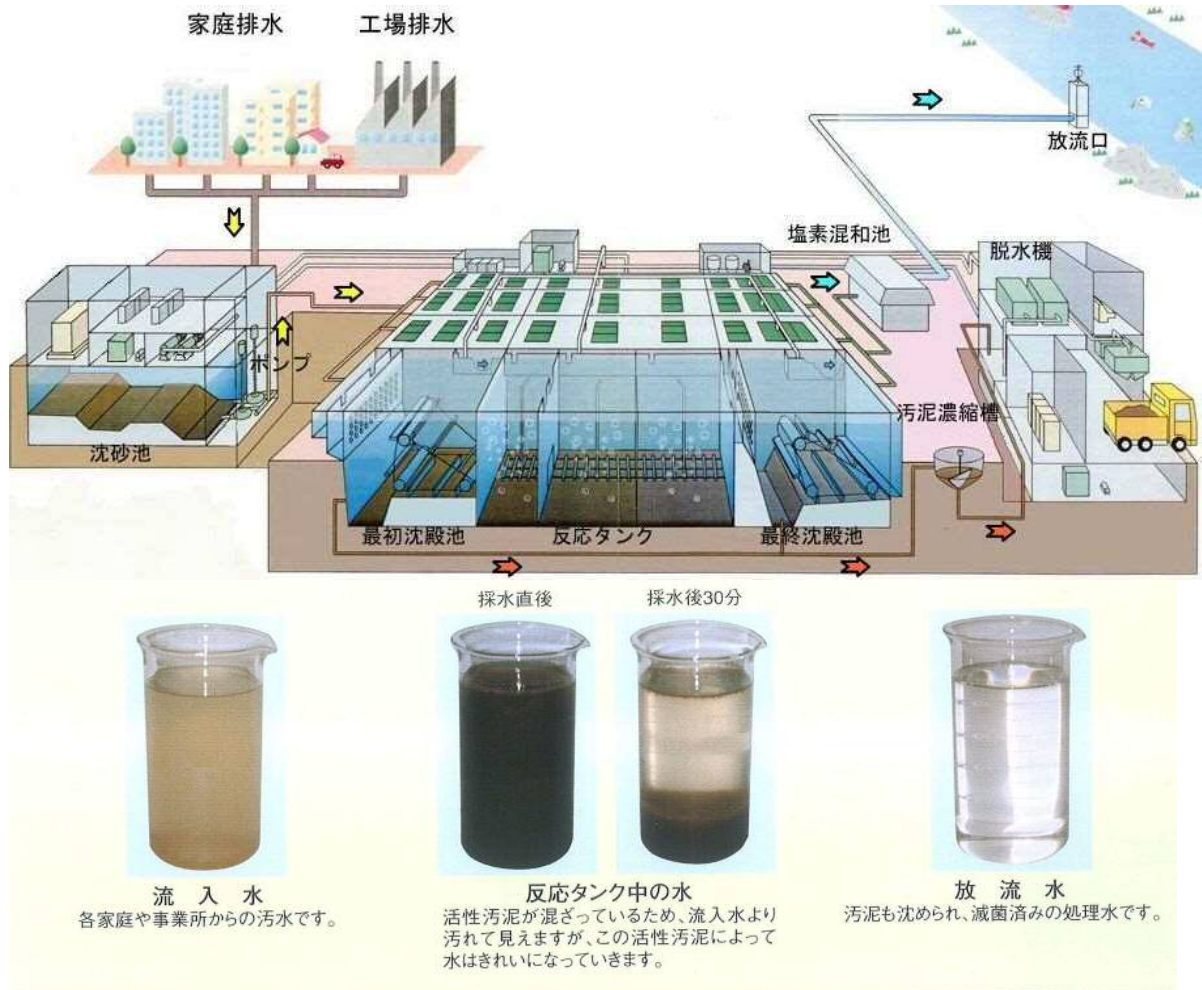 家庭排水
工場排水
放流口
塩素混和池
脱水機
ポンプ
汚泥濃縮槽
沈砂池
最初沈殿池
反応タンク
最終沈殿池
採水直後
採水後30分
流入水
各家庭や事業所からの汚水です。
反応タンク中の水
活性汚泥が混ざっているため、流入水より
汚れて見えますが、この活性汚泥によって
水はきれいになっていきます。
放流水
汚泥も沈められ、滅菌済みの処理水です。